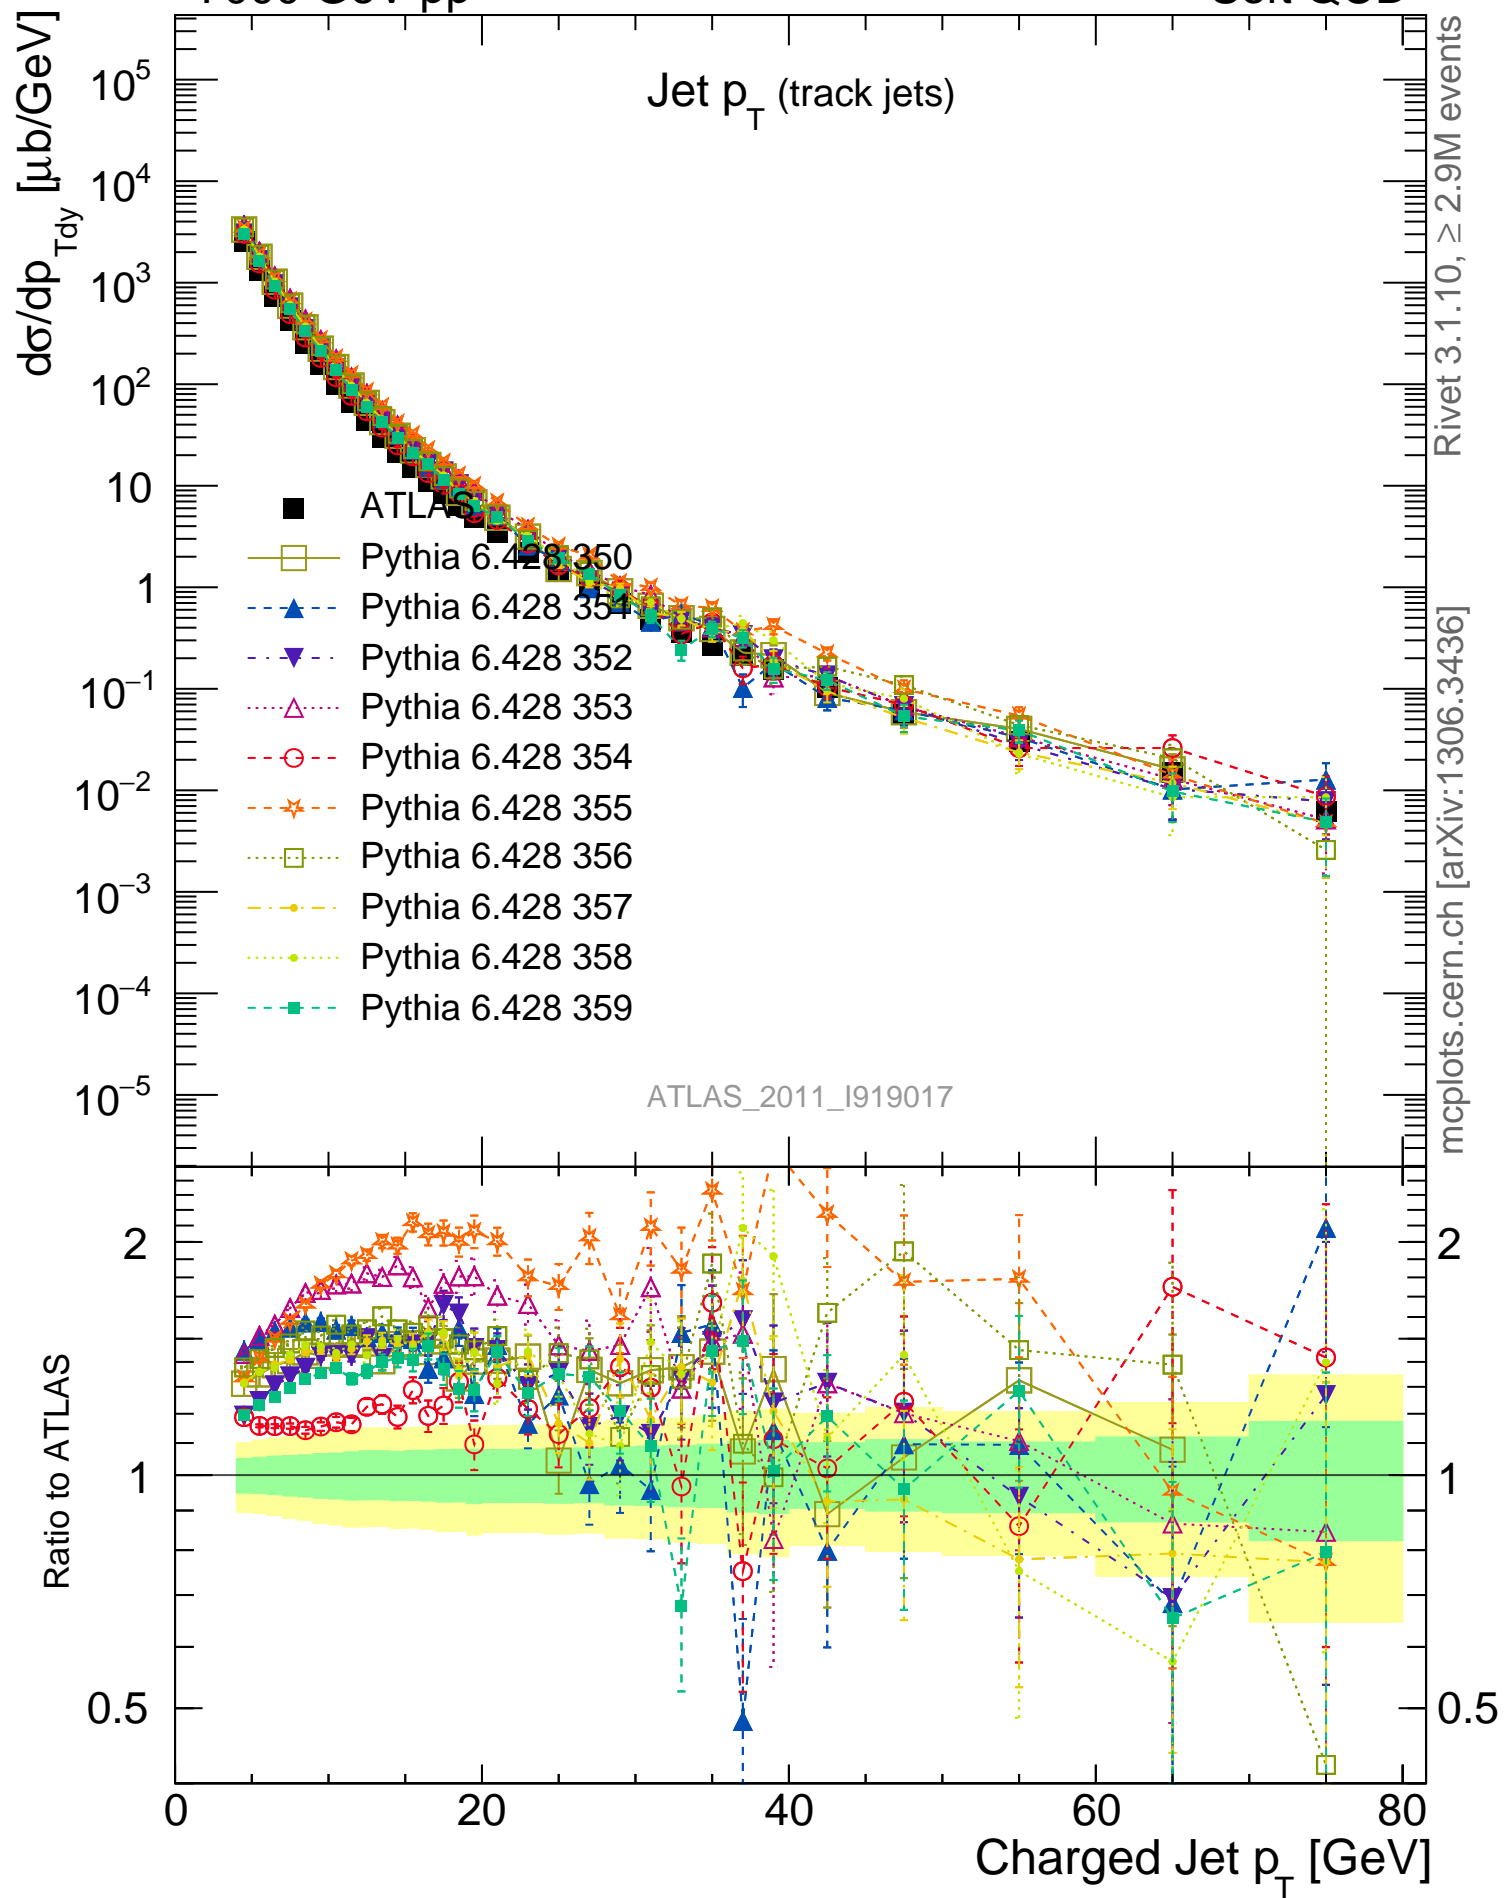 7000 GeV pp
Soft QCD
Jet p_T (track jets)
dσ/dp_Tdy [μb/GeV]
10^5
10^4
10^3
10^2
10
1
10^−1
10^−2
10^−3
10^−4
10^−5
ATLAS
Pythia 6.428 350
Pythia 6.428 351
Pythia 6.428 352
Pythia 6.428 353
Pythia 6.428 354
Pythia 6.428 355
Pythia 6.428 356
Pythia 6.428 357
Pythia 6.428 358
Pythia 6.428 359
ATLAS_2011_I919017
Rivet 3.1.10, ≥ 2.9M events
mcplots.cern.ch [arXiv:1306.3436]
Ratio to ATLAS
2
1
0.5
2
1
0.5
0 20 40 60 80
Charged Jet p_T [GeV]